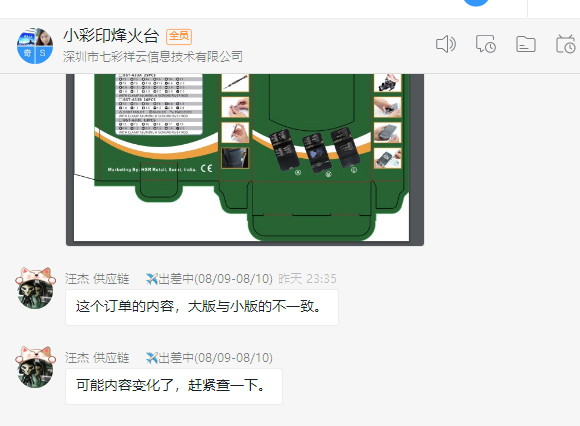 小彩印烽火台 全员
奇 S
深圳市七彩祥云信息技术有限公司
Marketing By: HSR Retail, Surat, India.
汪杰 供应链 ✈️出差中(08/09-08/10) 昨天 23:35
这个订单的内容，大版与小版的不一致。
汪杰 供应链 ✈️出差中(08/09-08/10)
可能内容变化了，赶紧查一下。